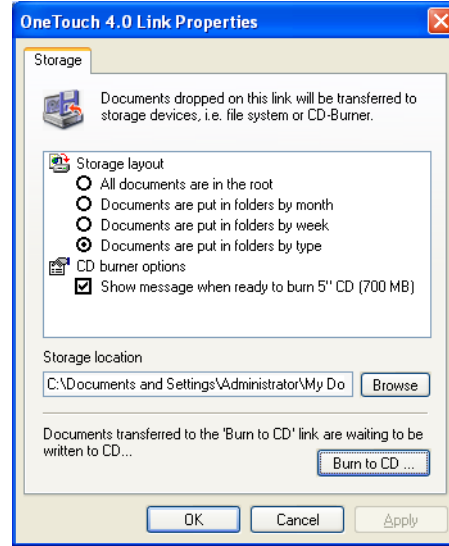 OneTouch 4.0 Link Properties
Storage
Documents dropped on this link will be transferred to
storage devices, i.e. file system or CD-Burner.
Storage layout
All documents are in the root
Documents are put in folders by month
Documents are put in folders by week
Documents are put in folders by type
CD burner options
Show message when ready to burn 5" CD (700 MB)
Storage location
C:\Documents and Settings\Administrator\My Do
Browse
Documents transferred to the 'Burn to CD' link are waiting to be
written to CD...
Burn to CD ...
OK
Cancel
Apply